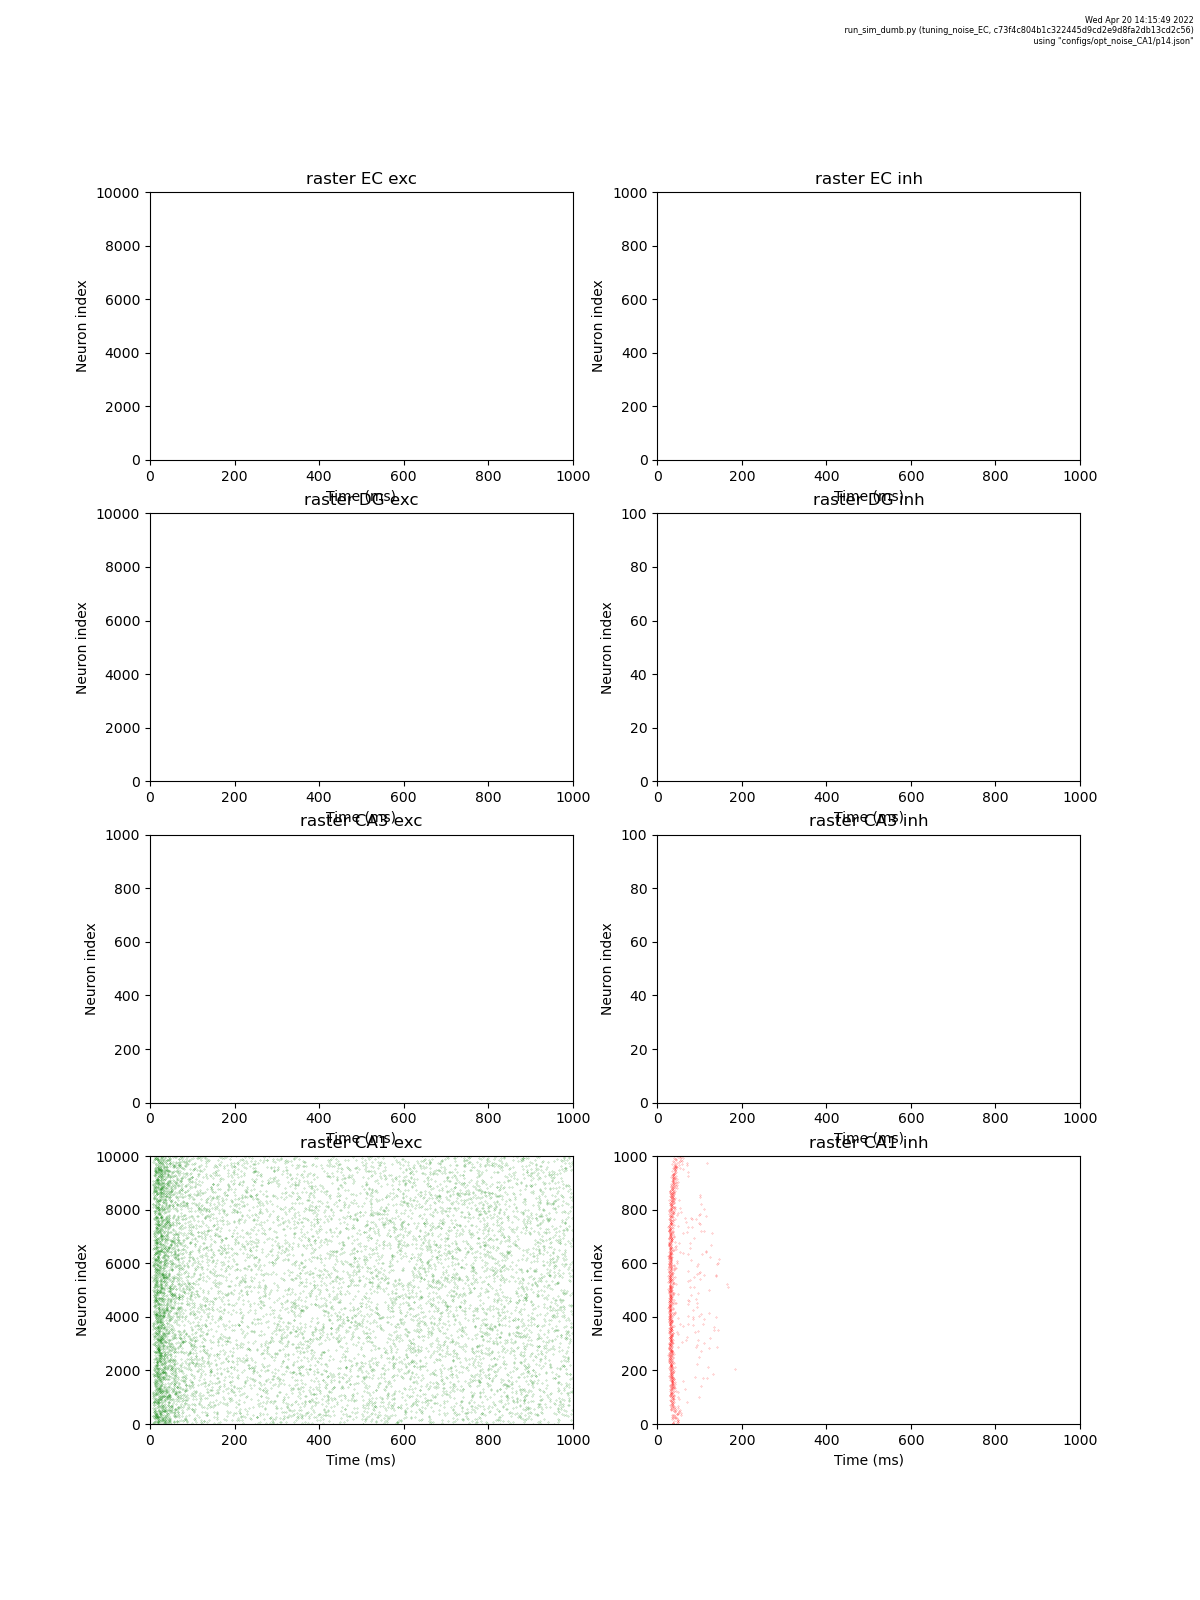 Wed Apr 20 14:15:49 2022
run_sim_dumb.py (tuning_noise_EC, c73f4c804b1c322445d9cd2e9d8fa2db13cd2c56)
using "configs/opt_noise_CA1/p14.json"
raster EC exc
10000
8000
6000
4000
2000
0
Neuron index
0 200 400 600 800 1000
Time (ms)
raster EC inh
1000
800
600
400
200
0
Neuron index
0 200 400 600 800 1000
Time (ms)
raster DG exc
10000
8000
6000
4000
2000
0
Neuron index
0 200 400 600 800 1000
Time (ms)
raster DG inh
100
80
60
40
20
0
Neuron index
0 200 400 600 800 1000
Time (ms)
raster CA3 exc
1000
800
600
400
200
0
Neuron index
0 200 400 600 800 1000
Time (ms)
raster CA3 inh
100
80
60
40
20
0
Neuron index
0 200 400 600 800 1000
Time (ms)
raster CA1 exc
10000
8000
6000
4000
2000
0
Neuron index
0 200 400 600 800 1000
Time (ms)
raster CA1 inh
1000
800
600
400
200
0
Neuron index
0 200 400 600 800 1000
Time (ms)